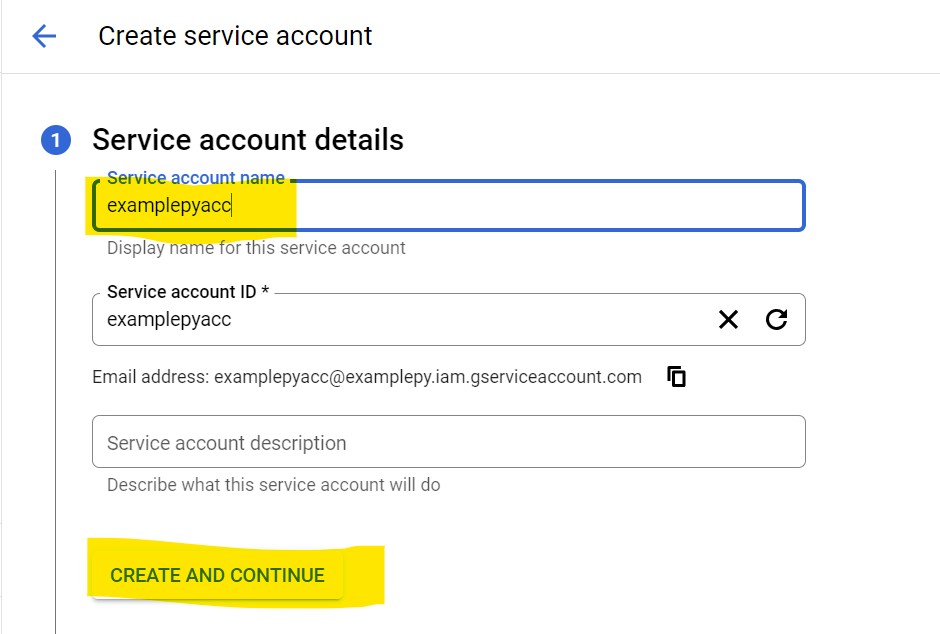 Create service account
1 Service account details
Service account name
examplepyacc
Display name for this service account
Service account ID *
examplepyacc
Email address: examplepyacc@examplepy.iam.gserviceaccount.com
Service account description
Describe what this service account will do
CREATE AND CONTINUE